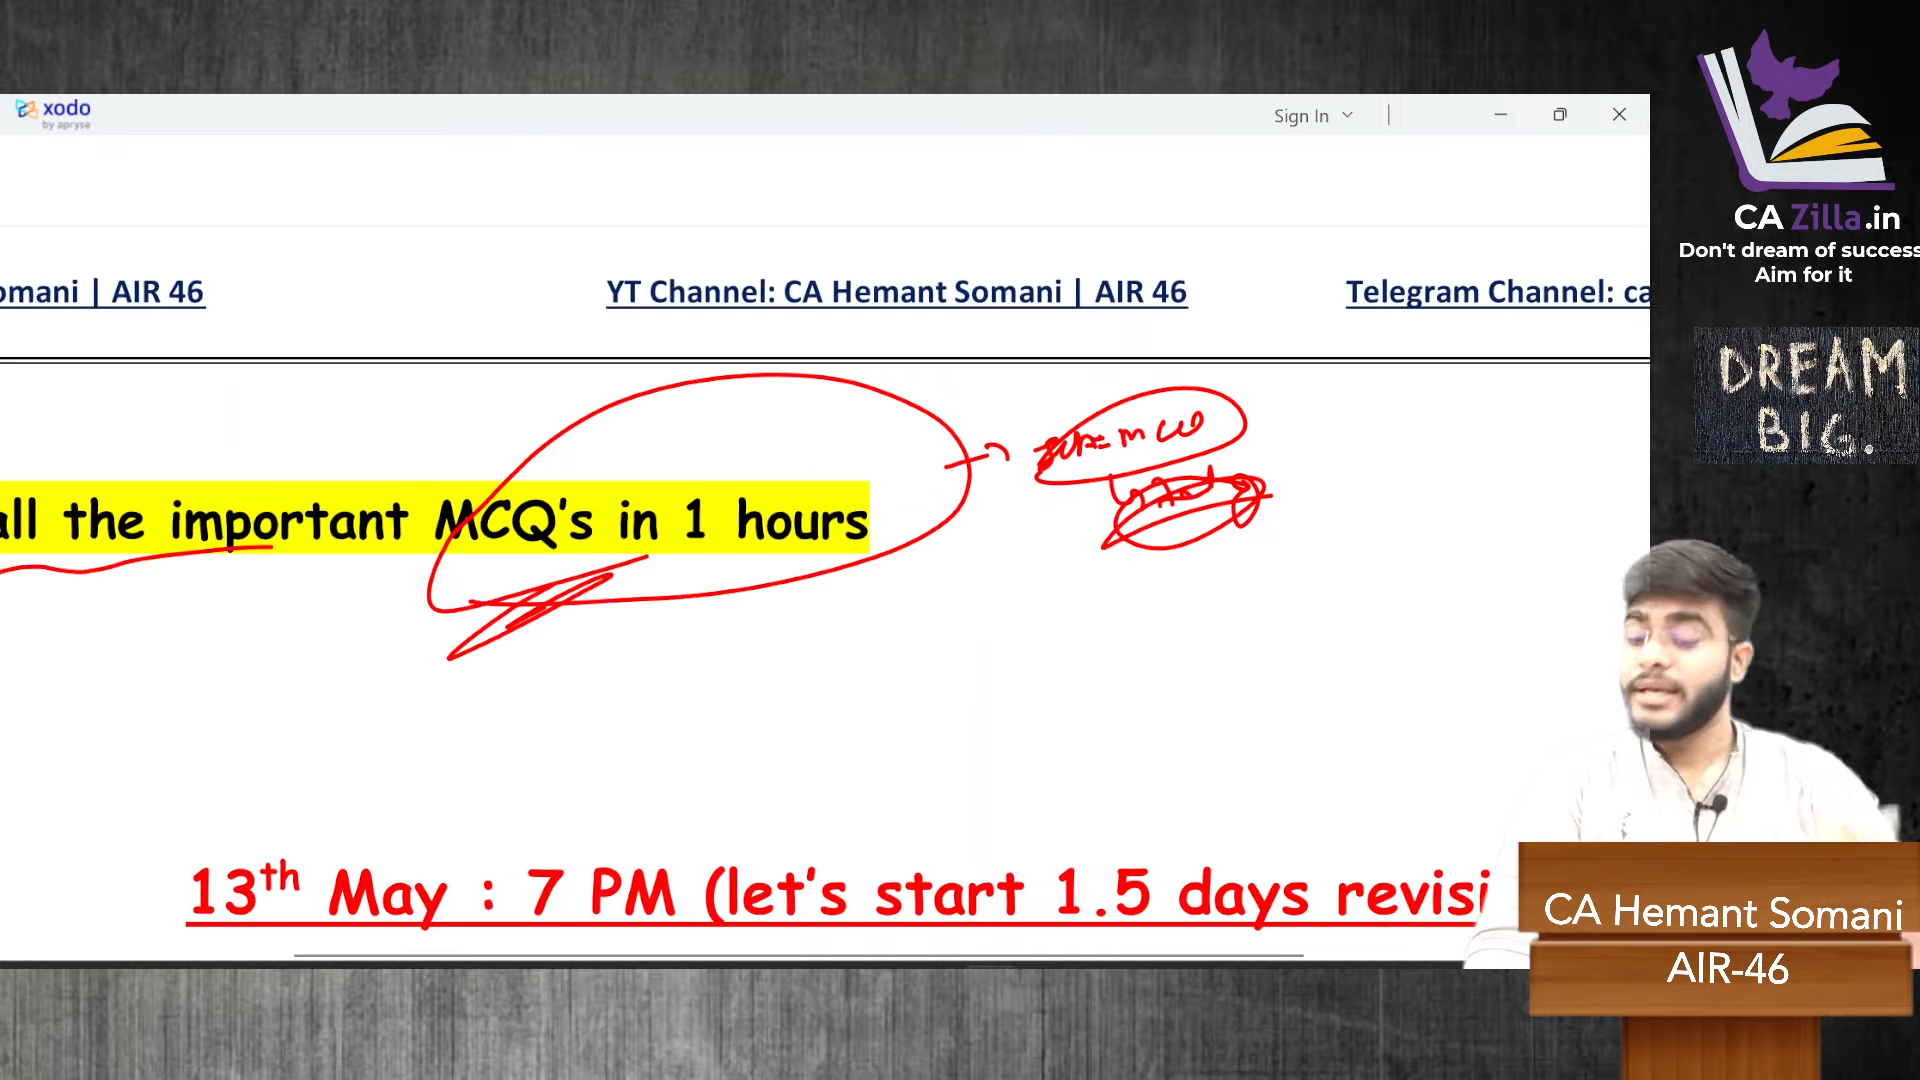 xodo
by apryse
Sign In
omani | AIR 46
YT Channel: CA Hemant Somani | AIR 46
Telegram Channel: ca
all the important MCQ's in 1 hours
13th May : 7 PM (let's start 1.5 days revisi
CA Zilla.in
Don't dream of success
Aim for it
DREAM
BIG.
CA Hemant Somani
AIR-46